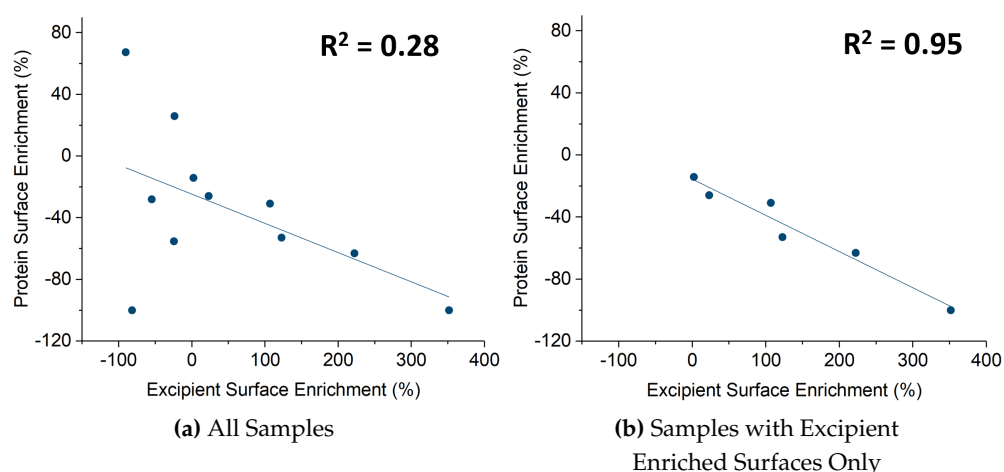 R² = 0.28
80
40
0
-40
-80
-120
Protein Surface Enrichment (%)
-100
0
100
200
300
400
Excipient Surface Enrichment (%)
(a) All Samples
R² = 0.95
80
40
0
-40
-80
-120
Protein Surface Enrichment (%)
-100
0
100
200
300
400
Excipient Surface Enrichment (%)
(b) Samples with Excipient
Enriched Surfaces Only